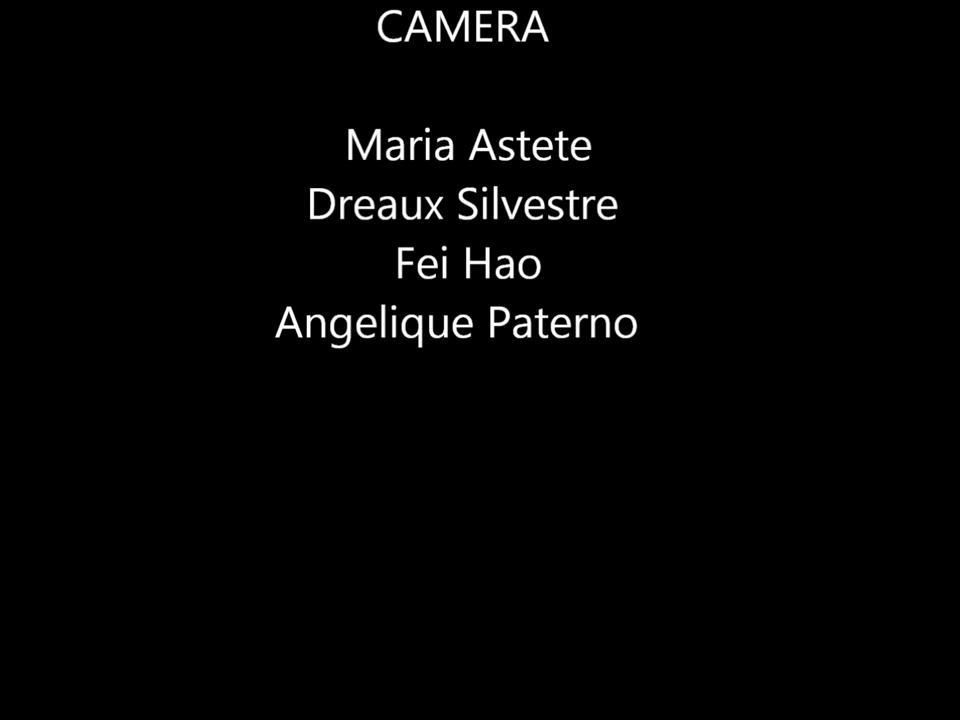 CAMERA
Maria Astete
Dreaux Silvestre
Fei Hao
Angelique Paterno